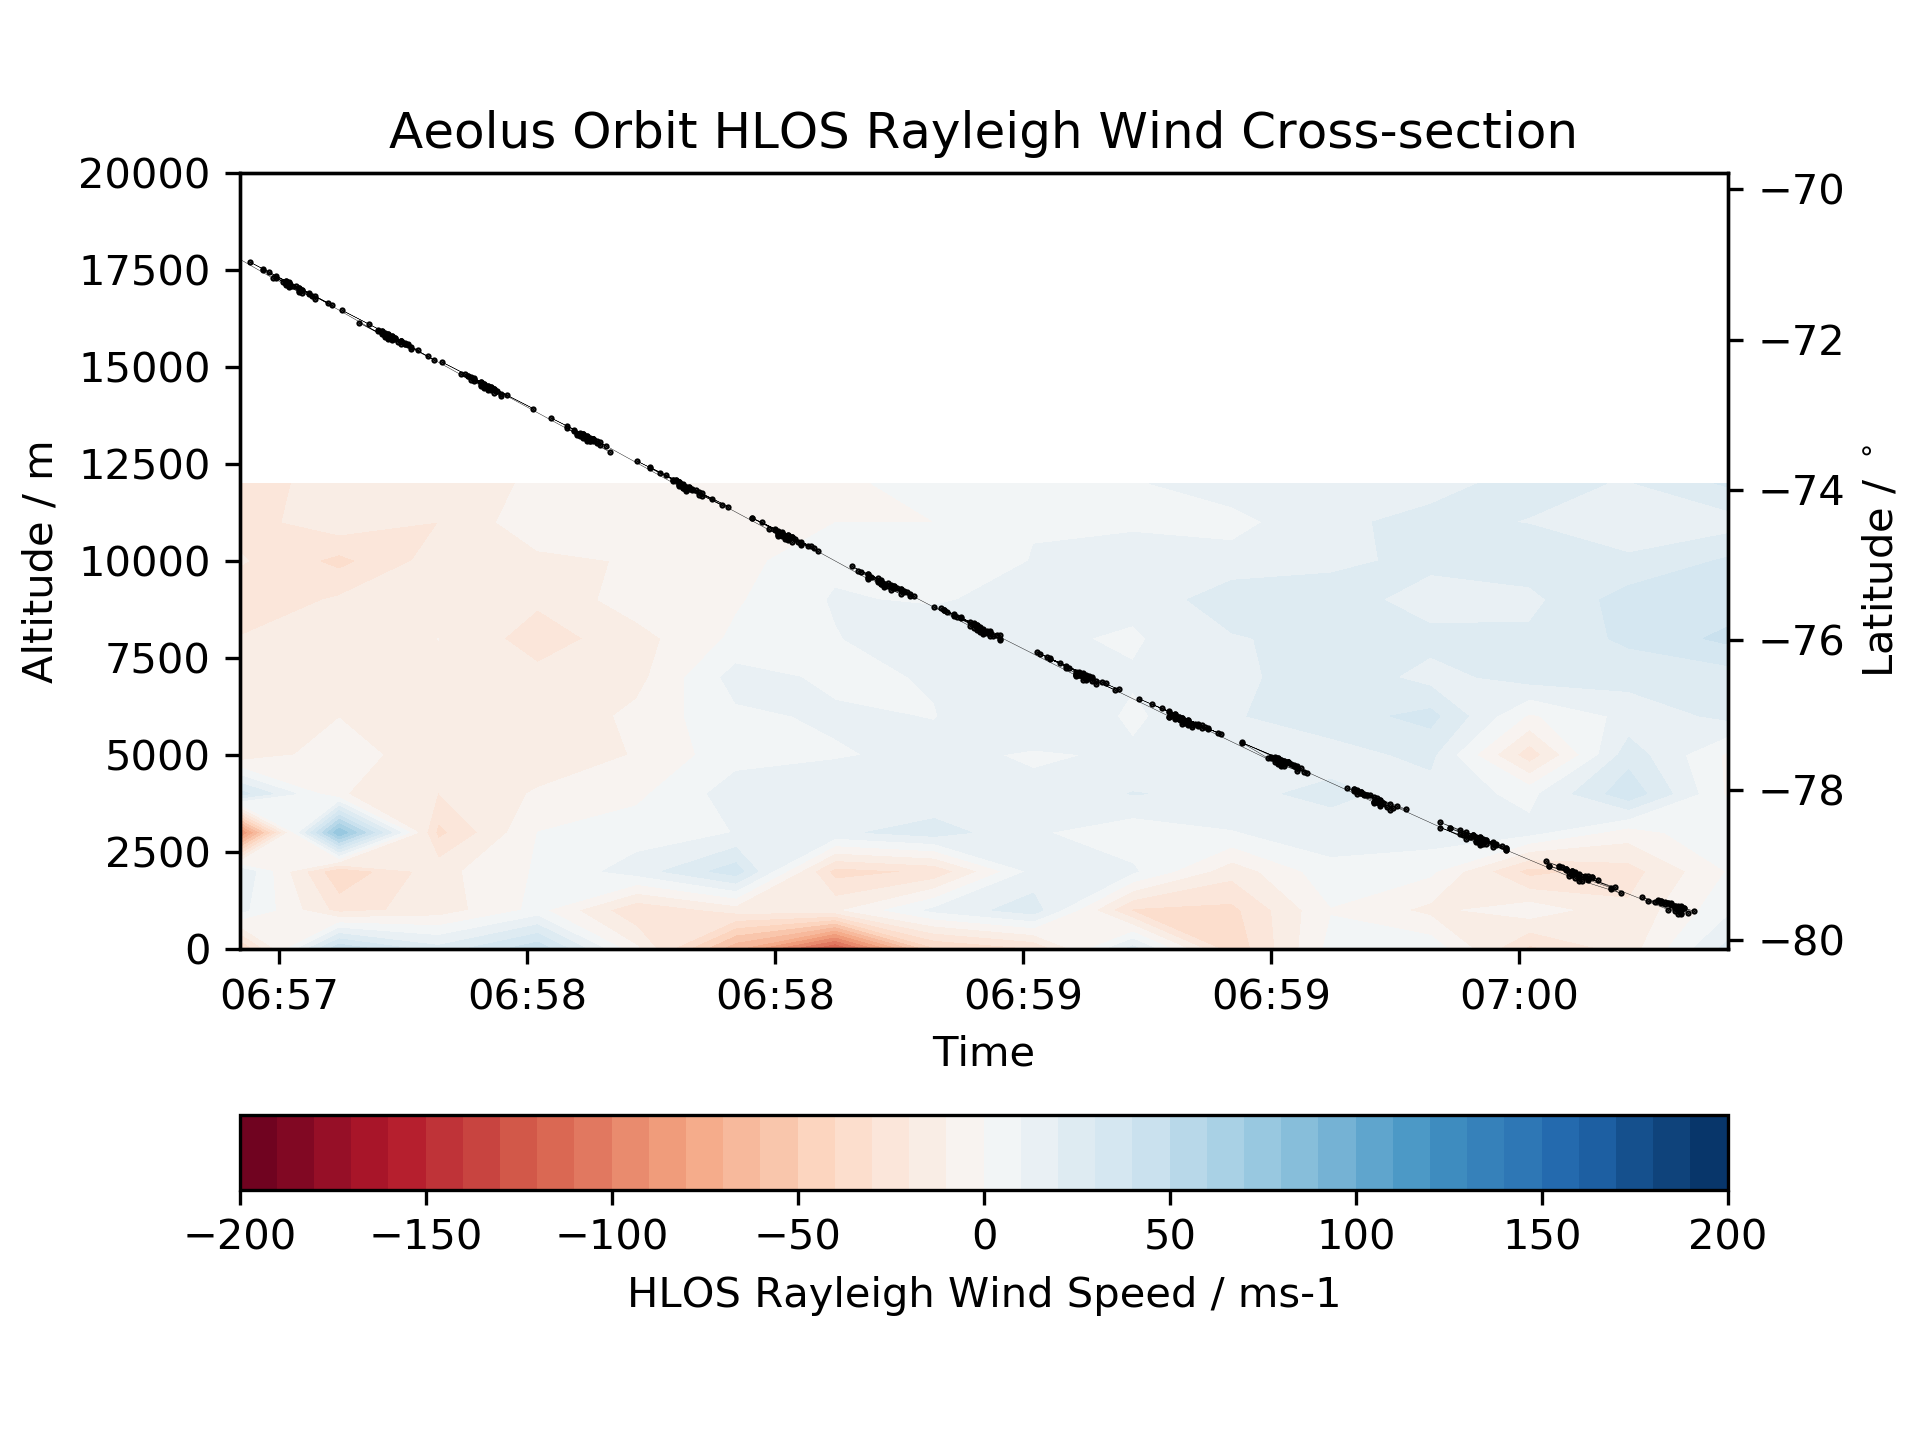 Aeolus Orbit HLOS Rayleigh Wind Cross-section
20000
17500
15000
12500
10000
7500
5000
2500
0
Altitude / m
−70
−72
−74
−76
−78
−80
Latitude / °
06:57 06:58 06:58 06:59 06:59 07:00
Time
−200 −150 −100 −50 0 50 100 150 200
HLOS Rayleigh Wind Speed / ms-1